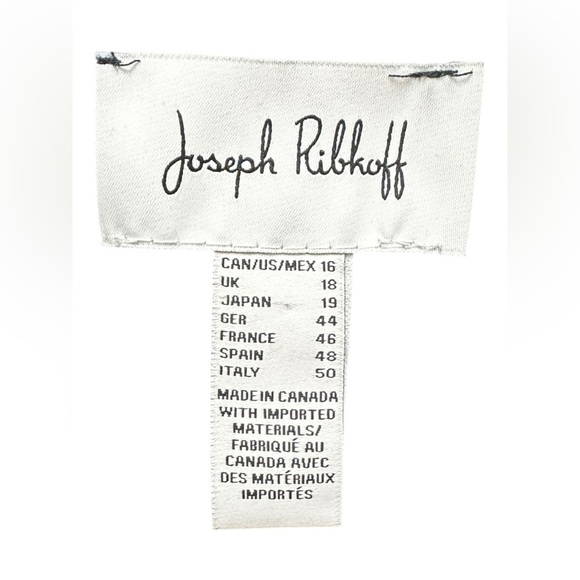 Joseph Ribkoff
CAN/US/MEX 16
UK 18
JAPAN 19
GER 44
FRANCE 46
SPAIN 48
ITALY 50
MADE IN CANADA
WITH IMPORTED
MATERIALS/
FABRIQUÉ AU
CANADA AVEC
DES MATÉRIAUX
IMPORTÉS